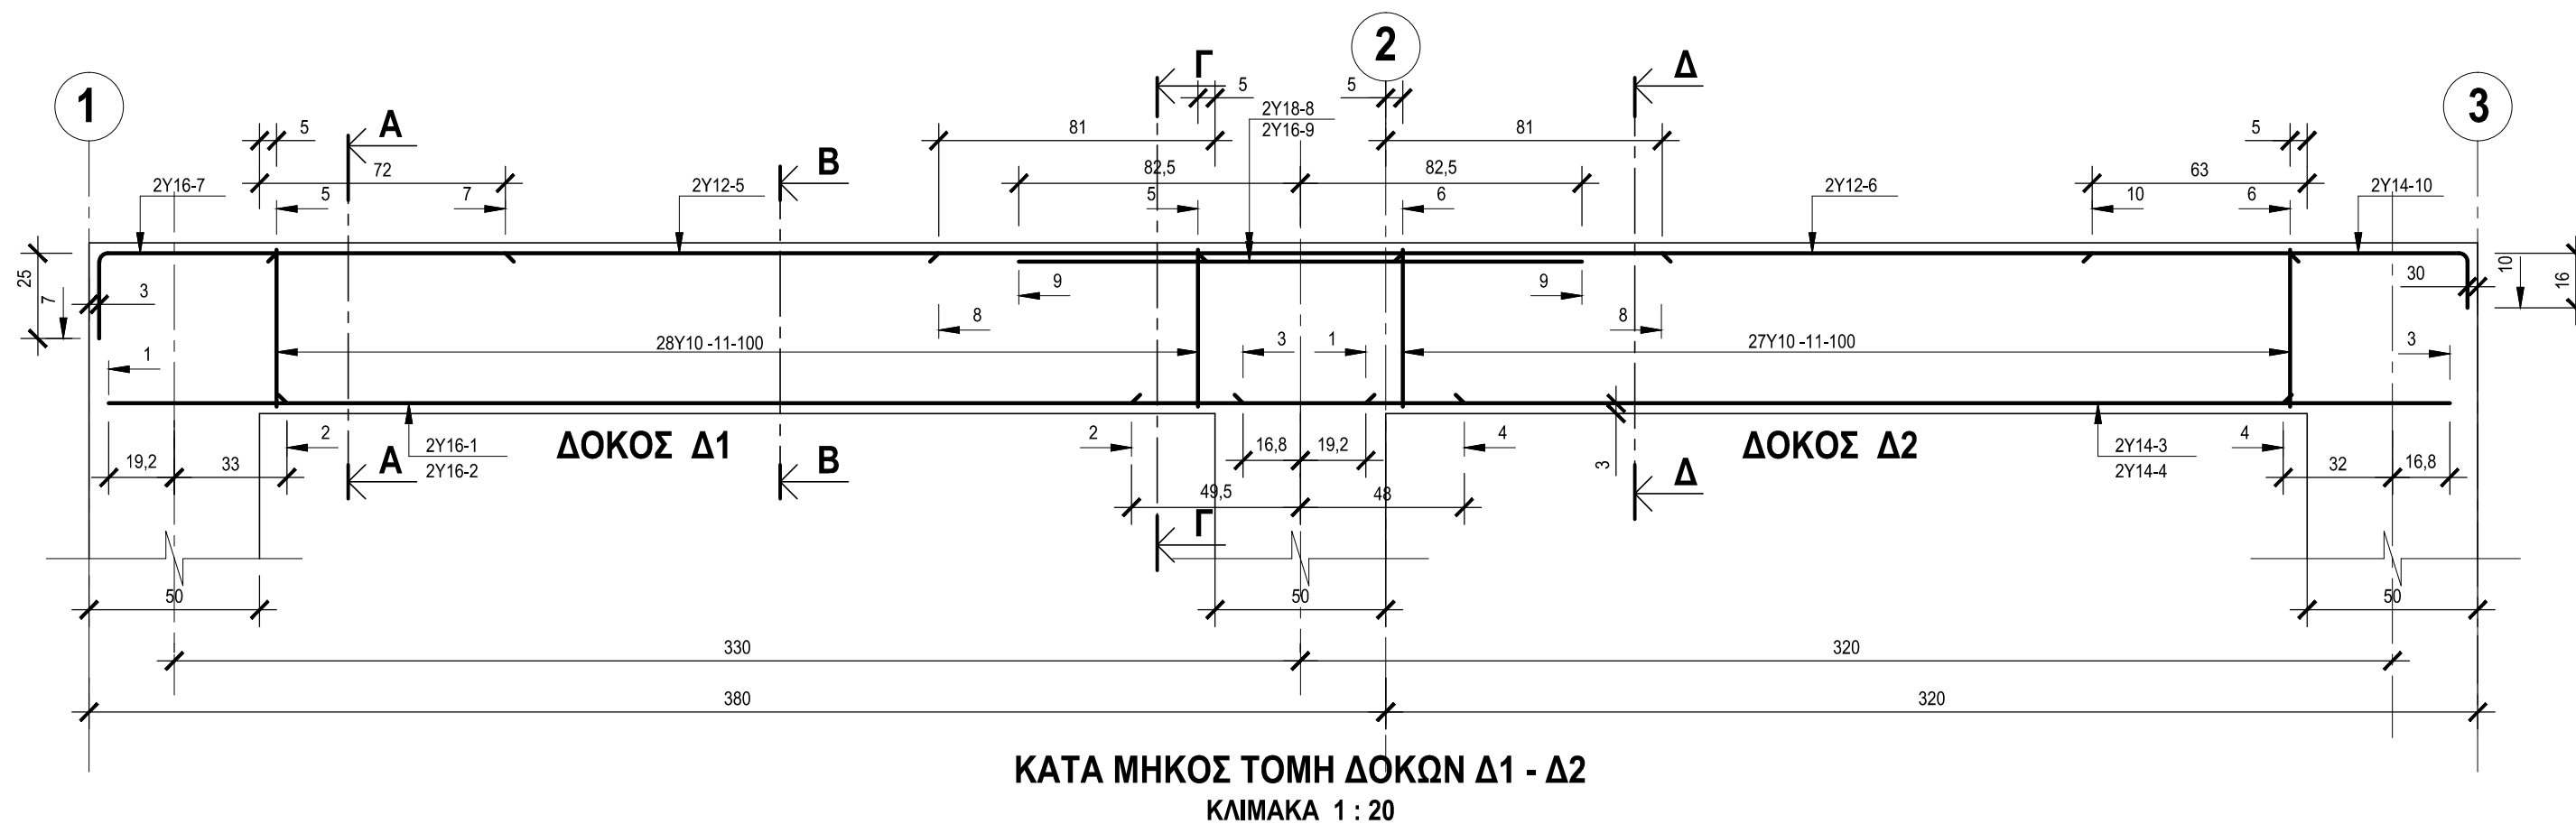 2
1
3
Γ
Δ
5
5
2Υ18-8
2Υ16-9
Α
5
81
81
5
Β
72
82,5
82,5
63
2Υ16-7
5
7
2Υ12-5
5
6
2Υ12-6
10
6
2Υ14-10
25
7
3
9
9
30
10
16
8
8
1
28Υ10 -11-100
3
1
27Υ10 -11-100
3
2
2Υ16-1
2Υ16-2
ΔΟΚΟΣ Δ1
2
16,8
19,2
4
3
ΔΟΚΟΣ Δ2
2Υ14-3
2Υ14-4
4
19,2
33
Α
Β
Δ
32
16,8
49,5
48
Γ
50
50
50
330
320
380
320
ΚΑΤΑ ΜΗΚΟΣ ΤΟΜΗ ΔΟΚΩΝ Δ1 - Δ2
ΚΛΙΜΑΚΑ 1 : 20